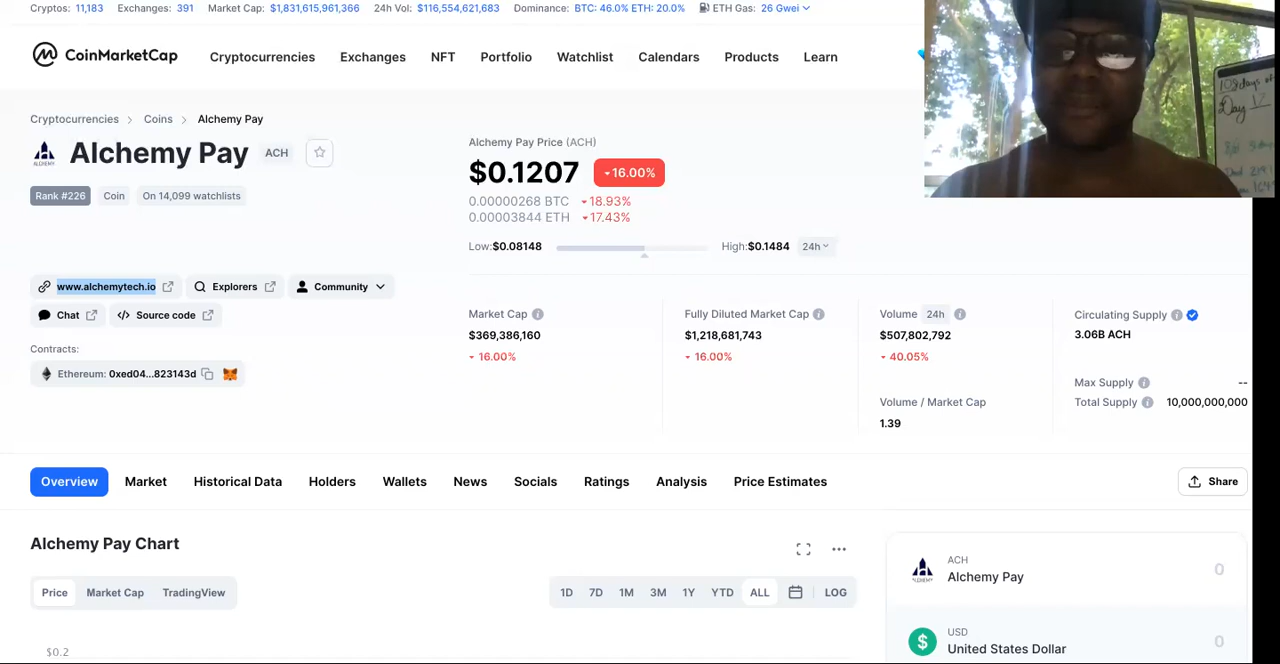 Cryptos: 11,183 Exchanges: 391 Market Cap: $1,831,615,961,366 24h Vol: $116,554,621,683 Dominance: BTC: 46.0% ETH: 20.0% ETH Gas: 26 Gwei
CoinMarketCap Cryptocurrencies Exchanges NFT Portfolio Watchlist Calendars Products Learn
108 days of
Day 17
Cryptocurrencies > Coins > Alchemy Pay
Alchemy Pay ACH
Rank #226 Coin On 14,099 watchlists
Alchemy Pay Price (ACH)
$0.1207 16.00%
0.00000268 BTC 18.93%
0.00003844 ETH 17.43%
Low:$0.08148 High:$0.1484 24h
www.alchemytech.io Explorers Community
Chat Source code
Contracts:
Ethereum: 0xed04...823143d
Market Cap
$369,386,160
16.00%
Fully Diluted Market Cap
$1,218,681,743
16.00%
Volume 24h
$507,802,792
40.05%
Volume / Market Cap
1.39
Circulating Supply
3.06B ACH
Max Supply --
Total Supply 10,000,000,000
Overview Market Historical Data Holders Wallets News Socials Ratings Analysis Price Estimates Share
Alchemy Pay Chart
Price Market Cap TradingView 1D 7D 1M 3M 1Y YTD ALL LOG
$0.2
ALCHEMY
ACH
Alchemy Pay 0
USD
United States Dollar 0